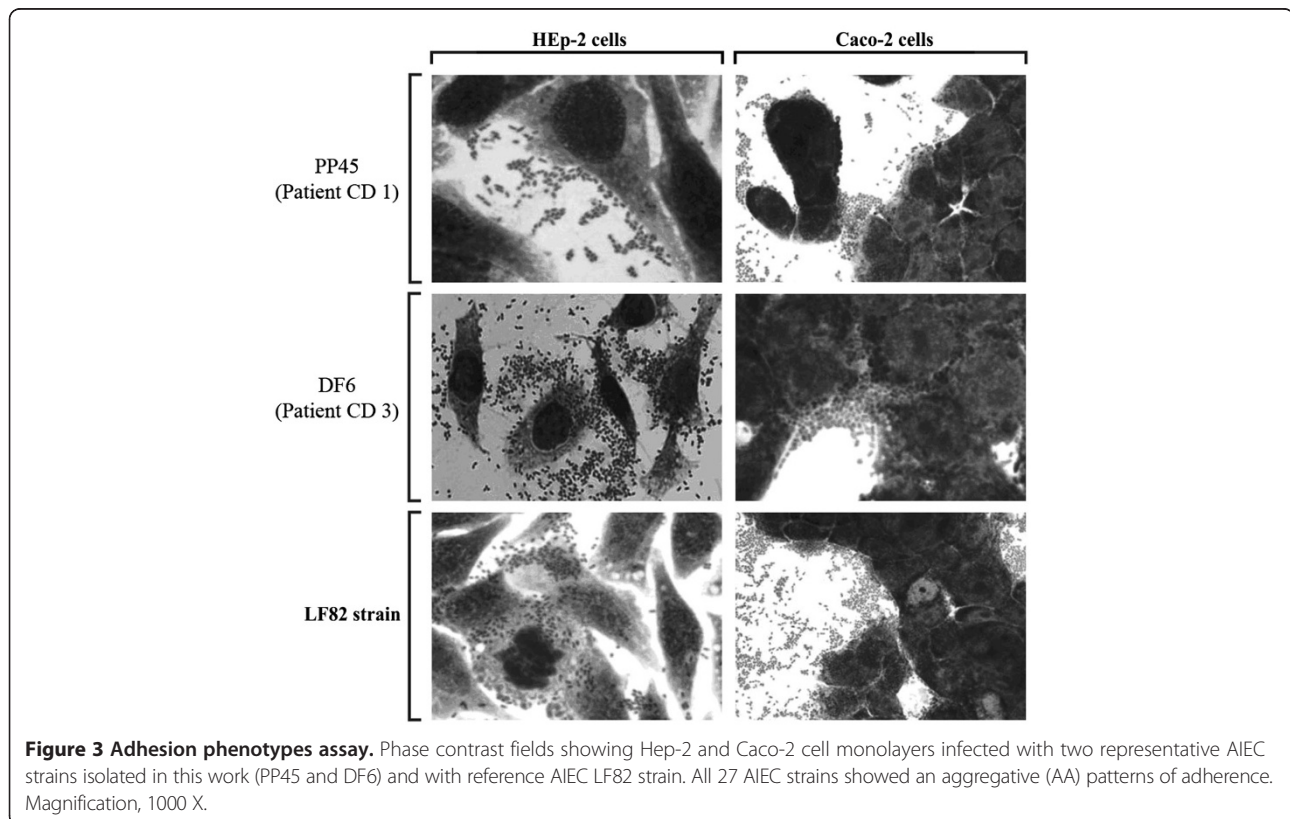 HEp-2 cells
Caco-2 cells
PP45
(Patient CD 1)
DF6
(Patient CD 3)
LF82 strain
Figure 3 Adhesion phenotypes assay. Phase contrast fields showing Hep-2 and Caco-2 cell monolayers infected with two representative AIEC
strains isolated in this work (PP45 and DF6) and with reference AIEC LF82 strain. All 27 AIEC strains showed an aggregative (AA) patterns of adherence.
Magnification, 1000 X.